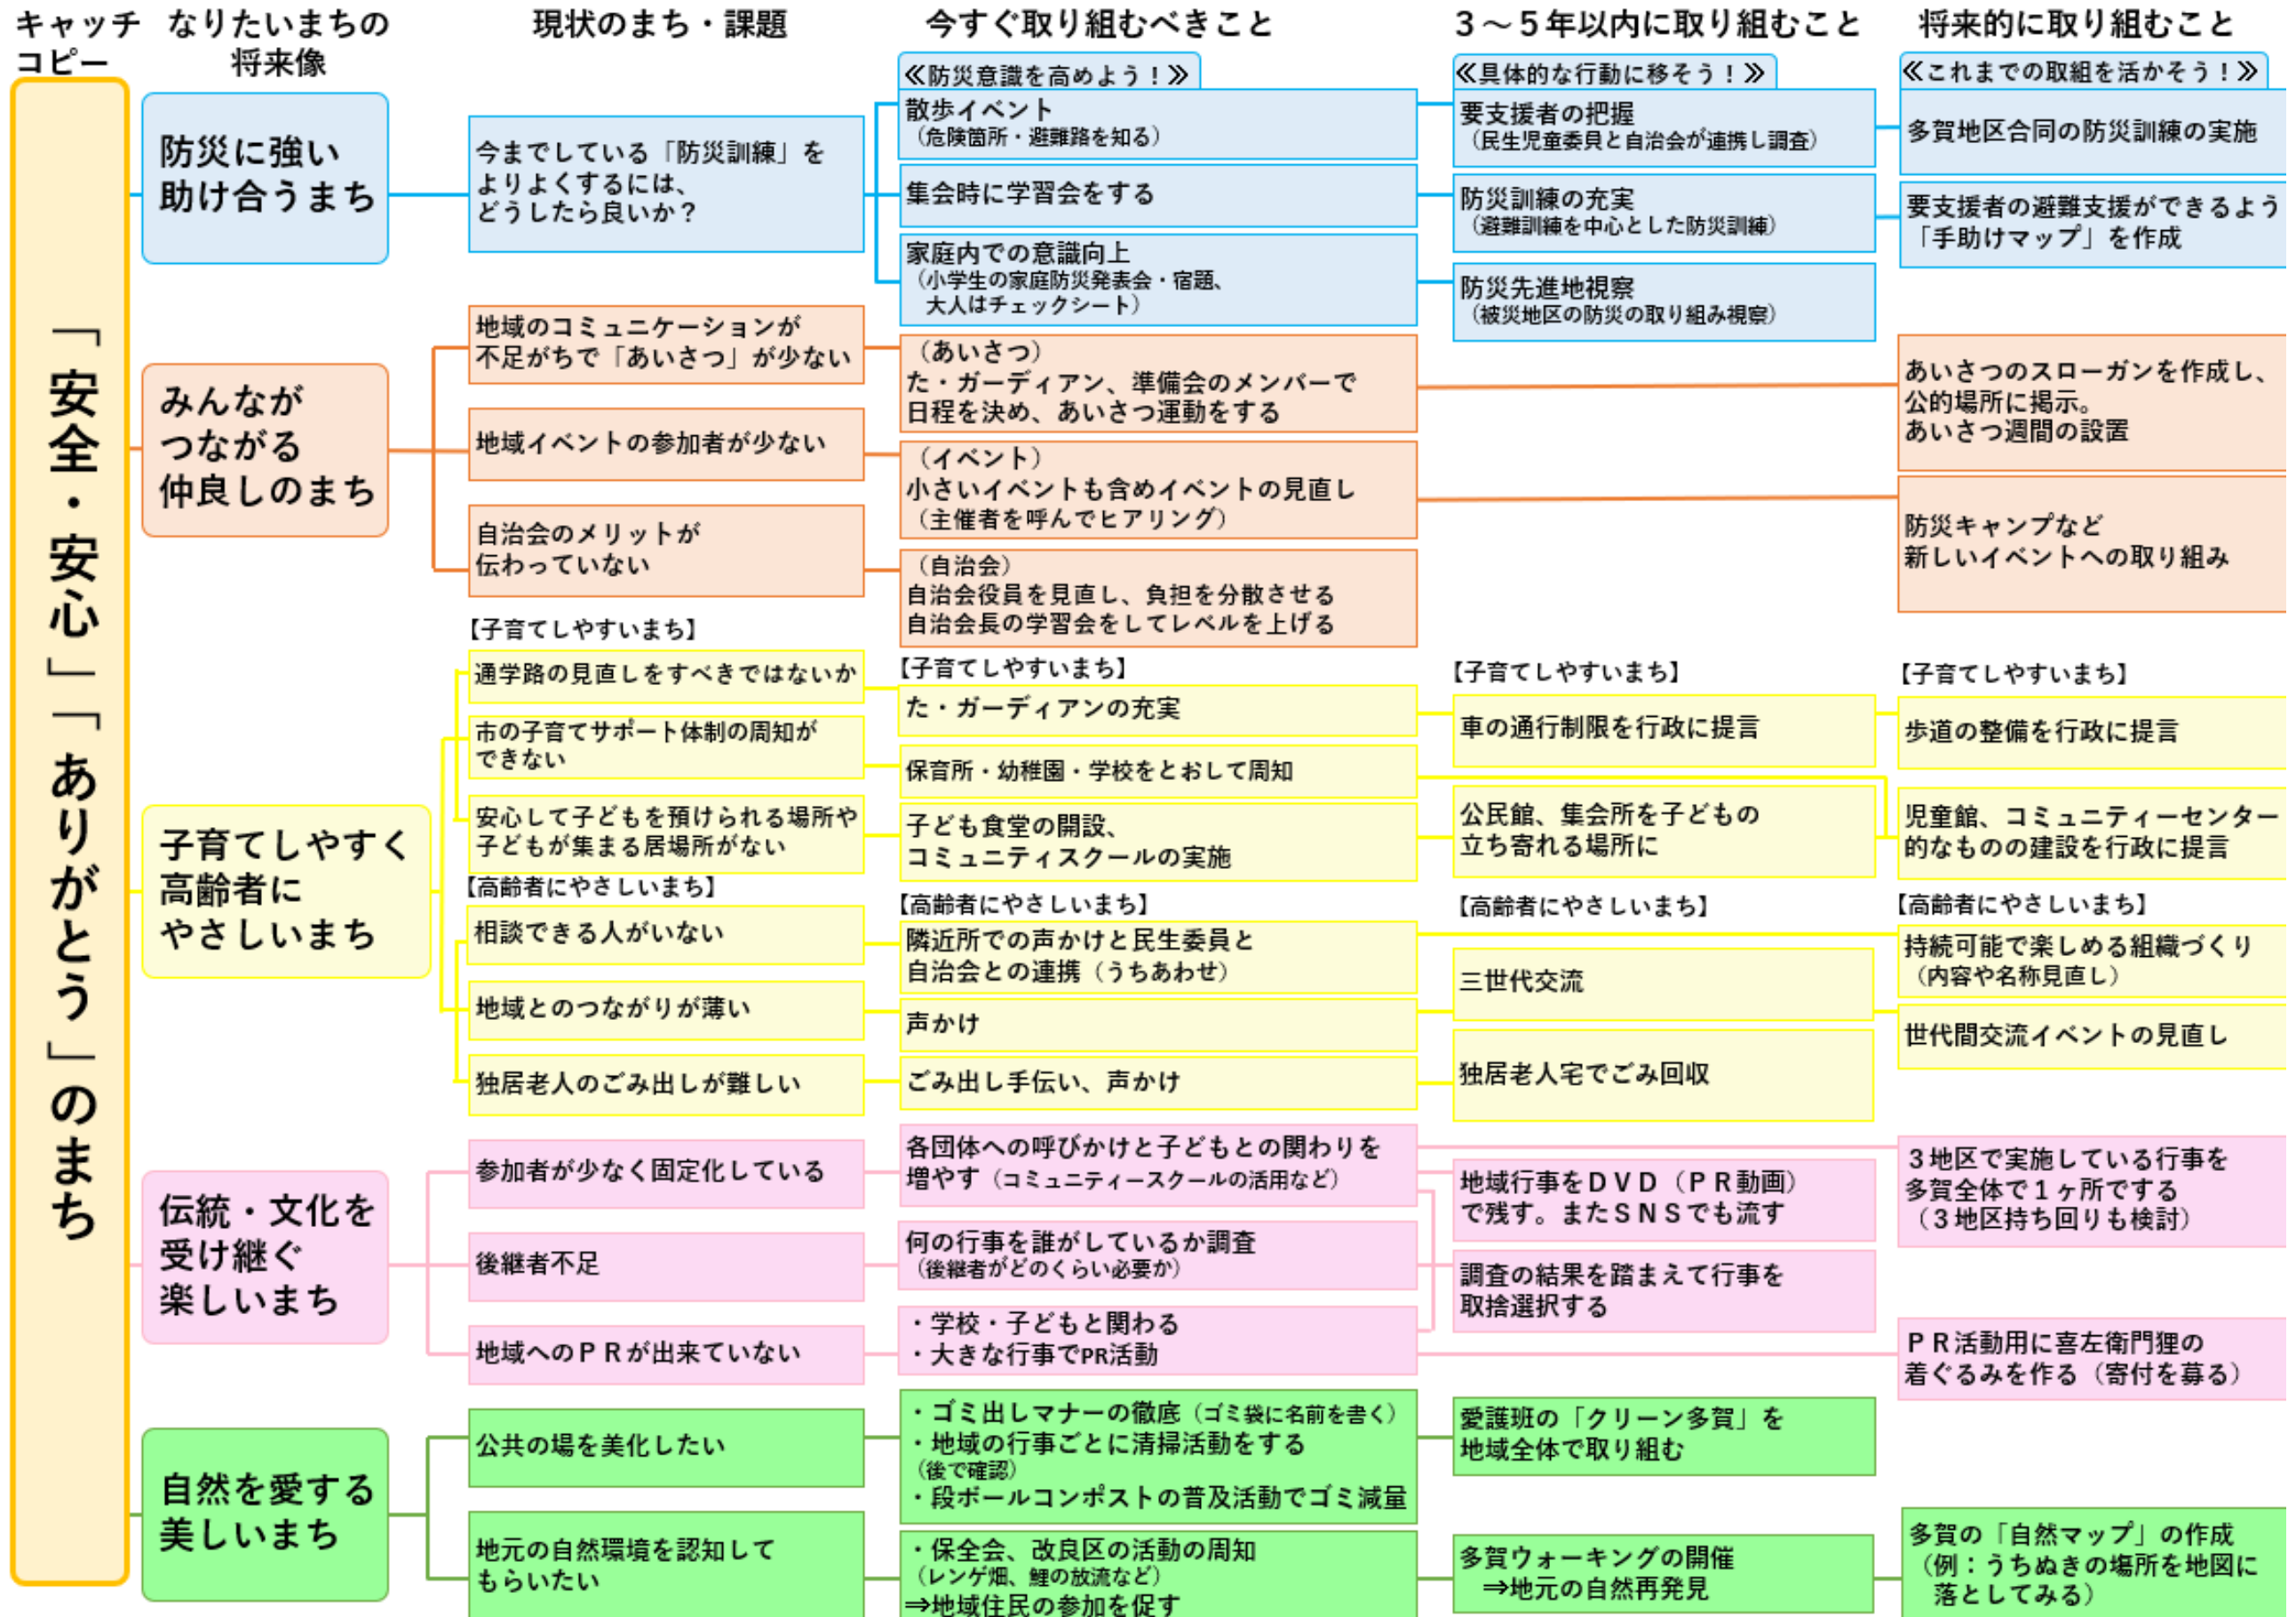 キャッチ
コピー
なりたいまちの
将来像
現状のまち・課題
今すぐ取り組むべきこと
3~5年以内に取り組むこと
将来的に取り組むこと
「安全・安心」「ありがとう」のまち
防災に強い
助け合うまち
今までしている「防災訓練」を
よりよくするには、
どうしたら良いか？
≪防災意識を高めよう！≫
散歩イベント
（危険箇所・避難路を知る）
集会時に学習会をする
家庭内での意識向上
（小学生の家庭防災発表会・宿題、
大人はチェックシート）
≪具体的な行動に移そう！≫
要支援者の把握
（民生児童委員と自治会が連携し調査）
防災訓練の充実
（避難訓練を中心とした防災訓練）
防災先進地視察
（被災地区の防災の取り組み視察）
≪これまでの取組を活かそう！≫
多賀地区合同の防災訓練の実施
要支援者の避難支援ができるよう
「手助けマップ」を作成
みんなが
つながる
仲良しのまち
地域のコミュニケーションが
不足がちで「あいさつ」が少ない
地域イベントの参加者が少ない
自治会のメリットが
伝わっていない
（あいさつ）
た・ガーディアン、準備会のメンバーで
日程を決め、あいさつ運動をする
（イベント）
小さいイベントも含めイベントの見直し
（主催者を呼んでヒアリング）
（自治会）
自治会役員を見直し、負担を分散させる
自治会長の学習会をしてレベルを上げる
あいさつのスローガンを作成し、
公的場所に掲示。
あいさつ週間の設置
防災キャンプなど
新しいイベントへの取り組み
子育てしやすく
高齢者に
やさしいまち
【子育てしやすいまち】
通学路の見直しをすべきではないか
市の子育てサポート体制の周知が
できない
安心して子どもを預けられる場所や
子どもが集まる居場所がない
【高齢者にやさしいまち】
相談できる人がいない
地域とのつながりが薄い
独居老人のごみ出しが難しい
【子育てしやすいまち】
た・ガーディアンの充実
保育所・幼稚園・学校をとおして周知
子ども食堂の開設、
コミュニティスクールの実施
【高齢者にやさしいまち】
隣近所での声かけと民生委員と
自治会との連携（うちあわせ）
声かけ
ごみ出し手伝い、声かけ
【子育てしやすいまち】
車の通行制限を行政に提言
公民館、集会所を子どもの
立ち寄れる場所に
【高齢者にやさしいまち】
三世代交流
独居老人宅でごみ回収
【子育てしやすいまち】
歩道の整備を行政に提言
児童館、コミュニティーセンター
的なものの建設を行政に提言
【高齢者にやさしいまち】
持続可能で楽しめる組織づくり
（内容や名称見直し）
世代間交流イベントの見直し
伝統・文化を
受け継ぐ
楽しいまち
参加者が少なく固定化している
後継者不足
地域へのＰＲが出来ていない
各団体への呼びかけと子どもとの関わりを
増やす（コミュニティースクールの活用など）
何の行事を誰がしているか調査
（後継者がどのくらい必要か）
・学校・子どもと関わる
・大きな行事でPR活動
地域行事をＤＶＤ（ＰＲ動画）
で残す。またＳＮＳでも流す
調査の結果を踏まえて行事を
取捨選択する
３地区で実施している行事を
多賀全体で１ヶ所でする
（３地区持ち回りも検討）
ＰＲ活動用に喜左衛門狸の
着ぐるみを作る（寄付を募る）
自然を愛する
美しいまち
公共の場を美化したい
地元の自然環境を認知して
もらいたい
・ゴミ出しマナーの徹底（ゴミ袋に名前を書く）
・地域の行事ごとに清掃活動をする
（後で確認）
・段ボールコンポストの普及活動でゴミ減量
・保全会、改良区の活動の周知
（レンゲ畑、鯉の放流など）
⇒地域住民の参加を促す
愛護班の「クリーン多賀」を
地域全体で取り組む
多賀ウォーキングの開催
⇒地元の自然再発見
多賀の「自然マップ」の作成
（例：うちぬきの場所を地図に
落としてみる）